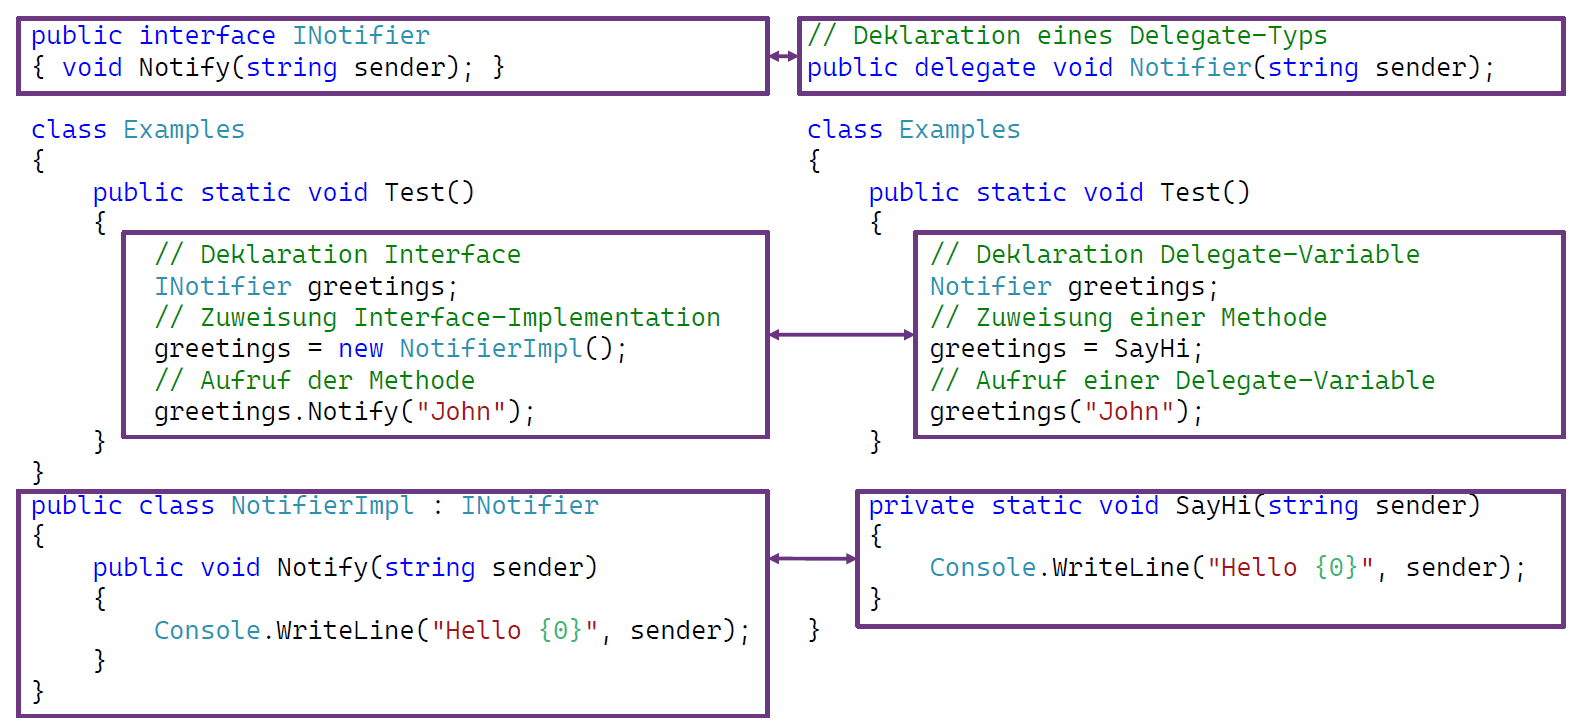 public interface INotifier
{ void Notify(string sender); }
class Examples
{
    public static void Test()
    {
        // Deklaration Interface
        INotifier greetings;
        // Zuweisung Interface-Implementation
        greetings = new NotifierImpl();
        // Aufruf der Methode
        greetings.Notify("John");
    }
}
public class NotifierImpl : INotifier
{
    public void Notify(string sender)
    {
        Console.WriteLine("Hello {0}", sender);
    }
}
// Deklaration eines Delegate-Typs
public delegate void Notifier(string sender);
class Examples
{
    public static void Test()
    {
        // Deklaration Delegate-Variable
        Notifier greetings;
        // Zuweisung einer Methode
        greetings = SayHi;
        // Aufruf einer Delegate-Variable
        greetings("John");
    }
    private static void SayHi(string sender)
    {
        Console.WriteLine("Hello {0}", sender);
    }
}